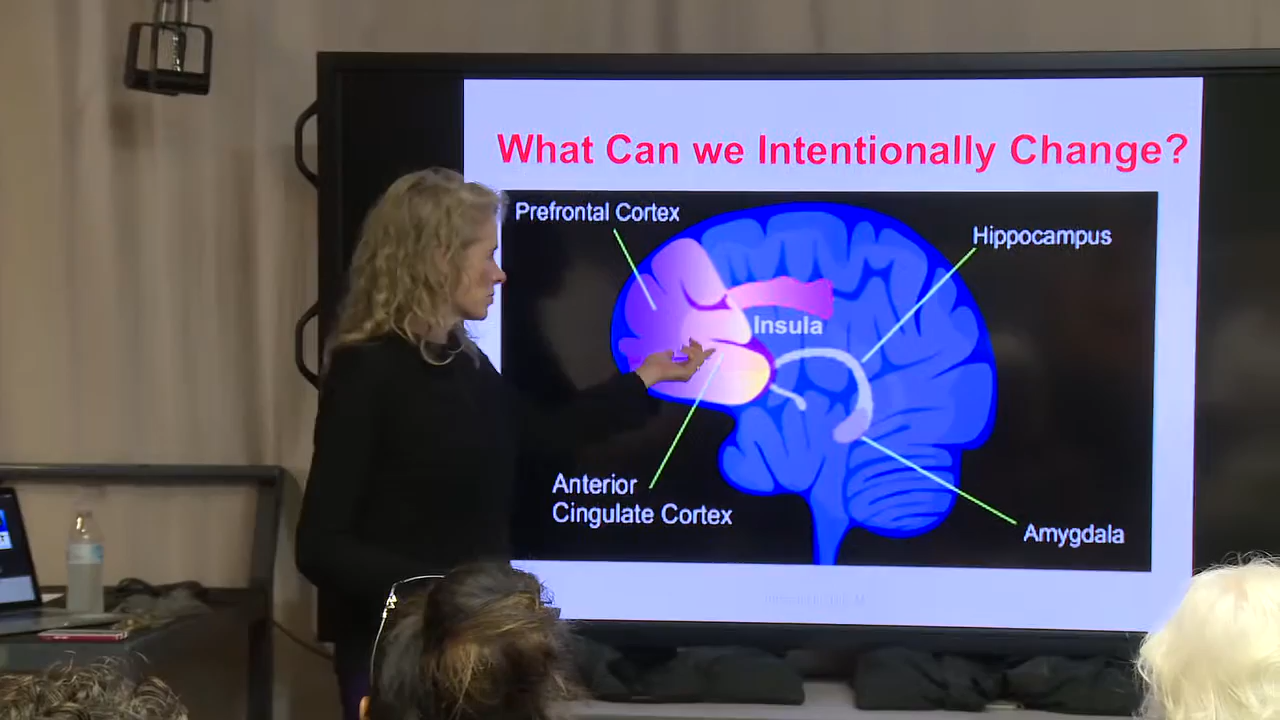 What Can we Intentionally Change?
Prefrontal Cortex
Hippocampus
Insula
Anterior
Cingulate Cortex
Amygdala